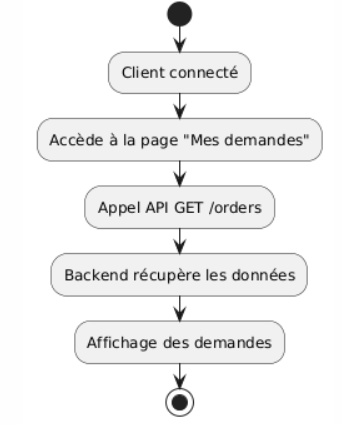 Client connecté
Accède à la page "Mes demandes"
Appel API GET /orders
Backend récupère les données
Affichage des demandes